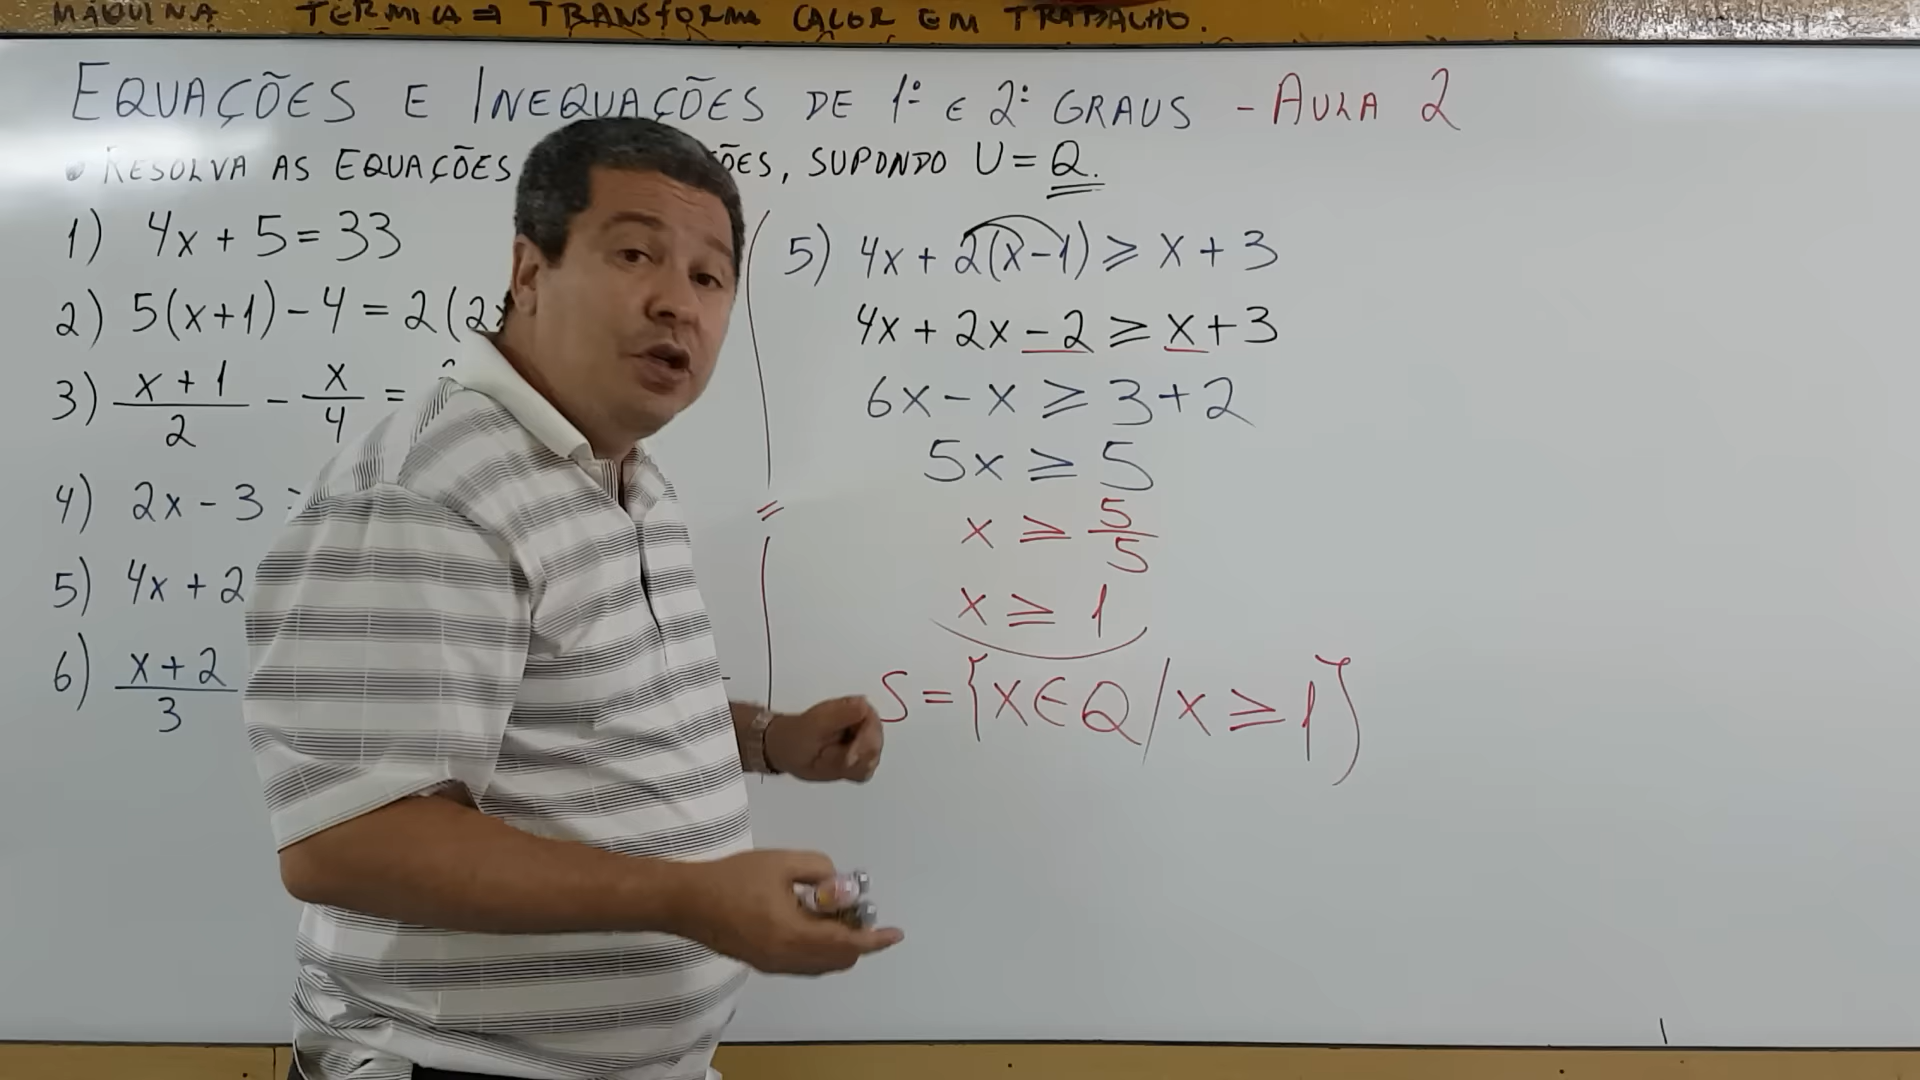 MÁQUINA TÉRMICA ⇒ TRANSFORMA CALOR EM TRABALHO.
EQUAÇÕES E INEQUAÇÕES DE 1º E 2º GRAUS - AULA 2
• RESOLVA AS EQUAÇÕES ÕES, SUPONDO U = Q.
1) 4x + 5 = 33
2) 5(x+1) - 4 = 2(2x
3) x + 1 / 2 - x / 4 =
4) 2x - 3
5) 4x + 2
6) x + 2 / 3
5) 4x + 2(x-1) ≥ x + 3
4x + 2x - 2 ≥ x + 3
6x - x ≥ 3 + 2
5x ≥ 5
x ≥ 5 / 5
x ≥ 1
S = {x ∈ Q / x ≥ 1}